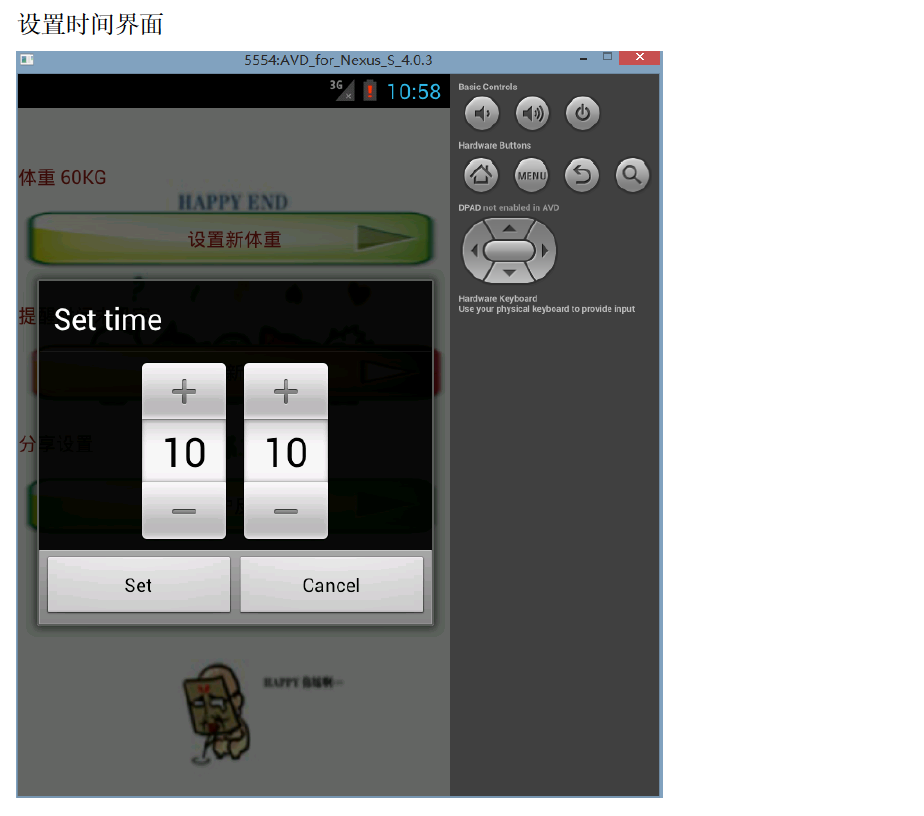 设置时间界面
5554:AVD_for_Nexus_S_4.0.3
3G 10:58
Basic Controls
Hardware Buttons
MENU
DPAD not enabled in AVD
Hardware Keyboard
Use your physical keyboard to provide input
体重 60KG
HAPPY END
设置新体重
提
Set time
10 10
分享设置
Set Cancel
HAPPY